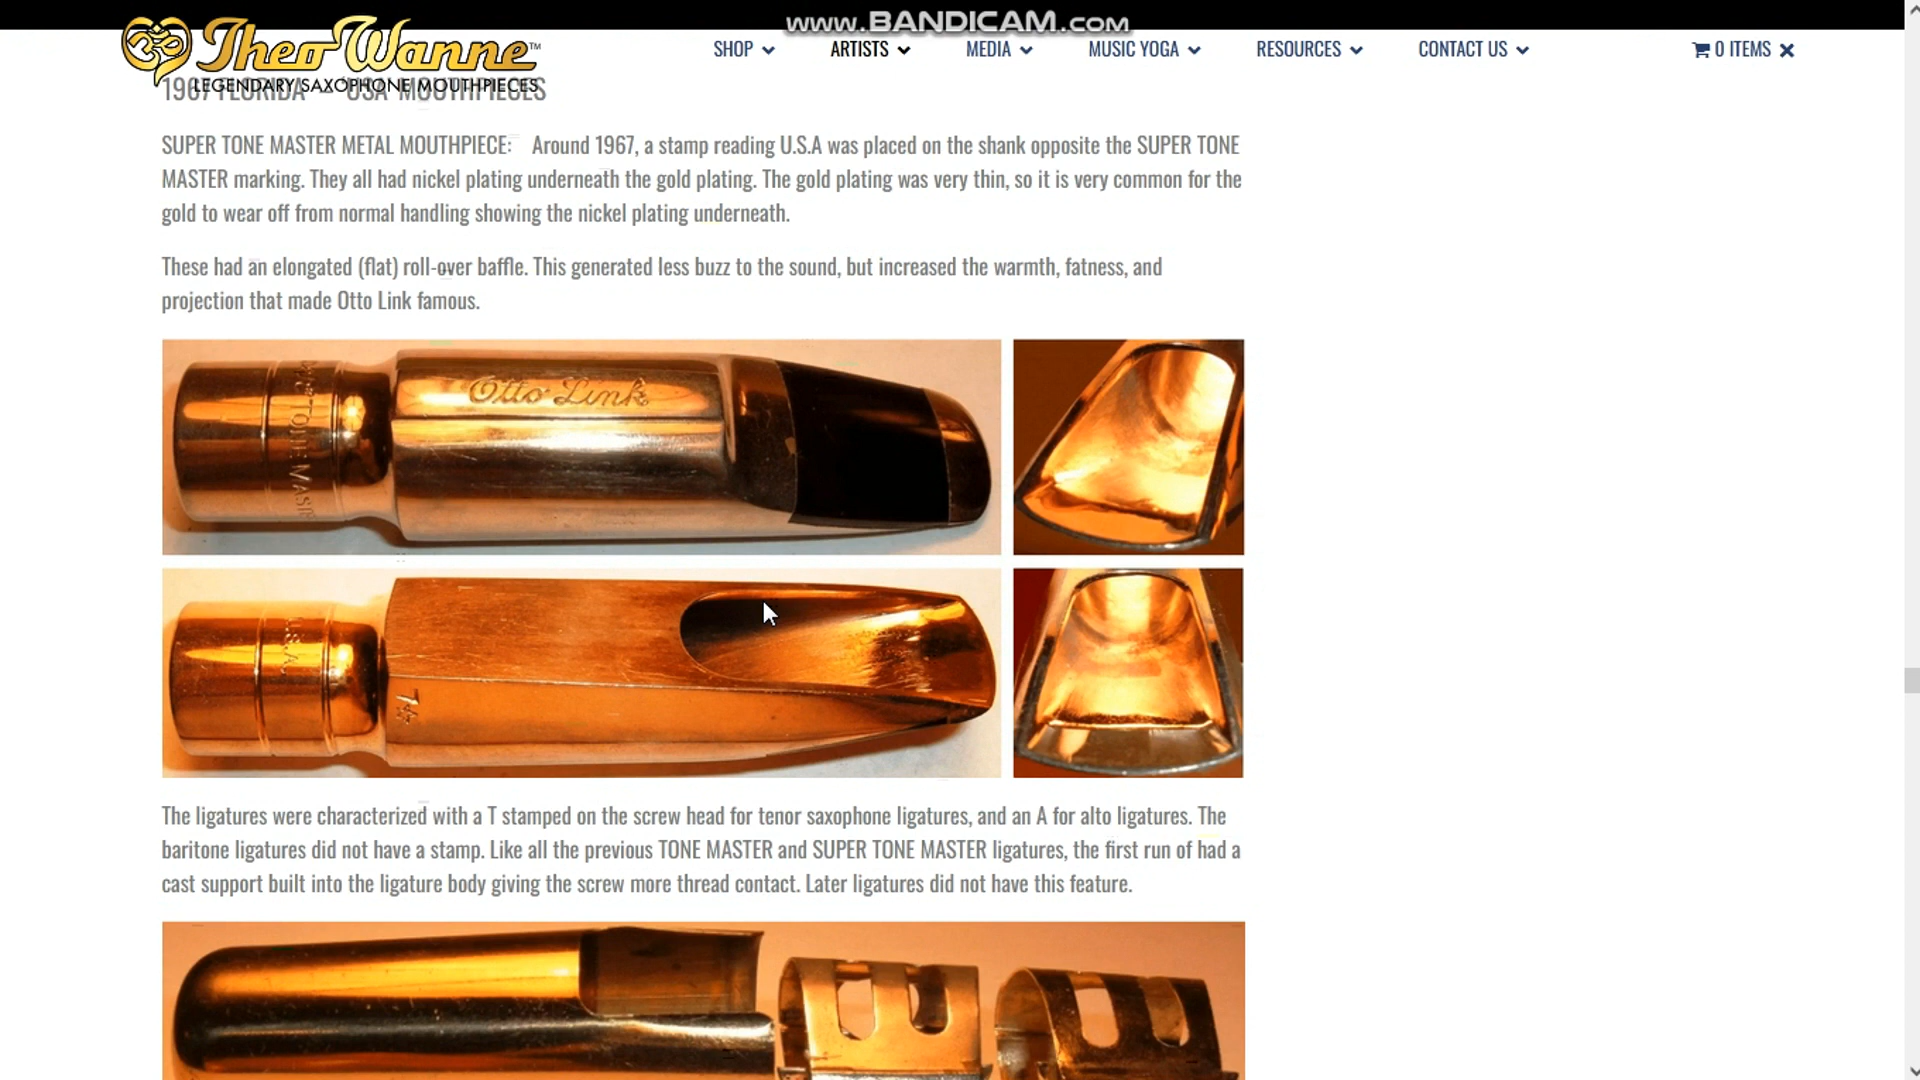 www.BANDICAM.com
Theo Wanne™
LEGENDARY SAXOPHONE MOUTHPIECES
SHOP ARTISTS MEDIA MUSIC YOGA RESOURCES CONTACT US 0 ITEMS
1967 FLORIDA – USA MOUTHPIECES
SUPER TONE MASTER METAL MOUTHPIECE: Around 1967, a stamp reading U.S.A was placed on the shank opposite the SUPER TONE
MASTER marking. They all had nickel plating underneath the gold plating. The gold plating was very thin, so it is very common for the
gold to wear off from normal handling showing the nickel plating underneath.
These had an elongated (flat) roll-over baffle. This generated less buzz to the sound, but increased the warmth, fatness, and
projection that made Otto Link famous.
Otto Link
TONE MAST
U.S.A
7*
The ligatures were characterized with a T stamped on the screw head for tenor saxophone ligatures, and an A for alto ligatures. The
baritone ligatures did not have a stamp. Like all the previous TONE MASTER and SUPER TONE MASTER ligatures, the first run of had a
cast support built into the ligature body giving the screw more thread contact. Later ligatures did not have this feature.